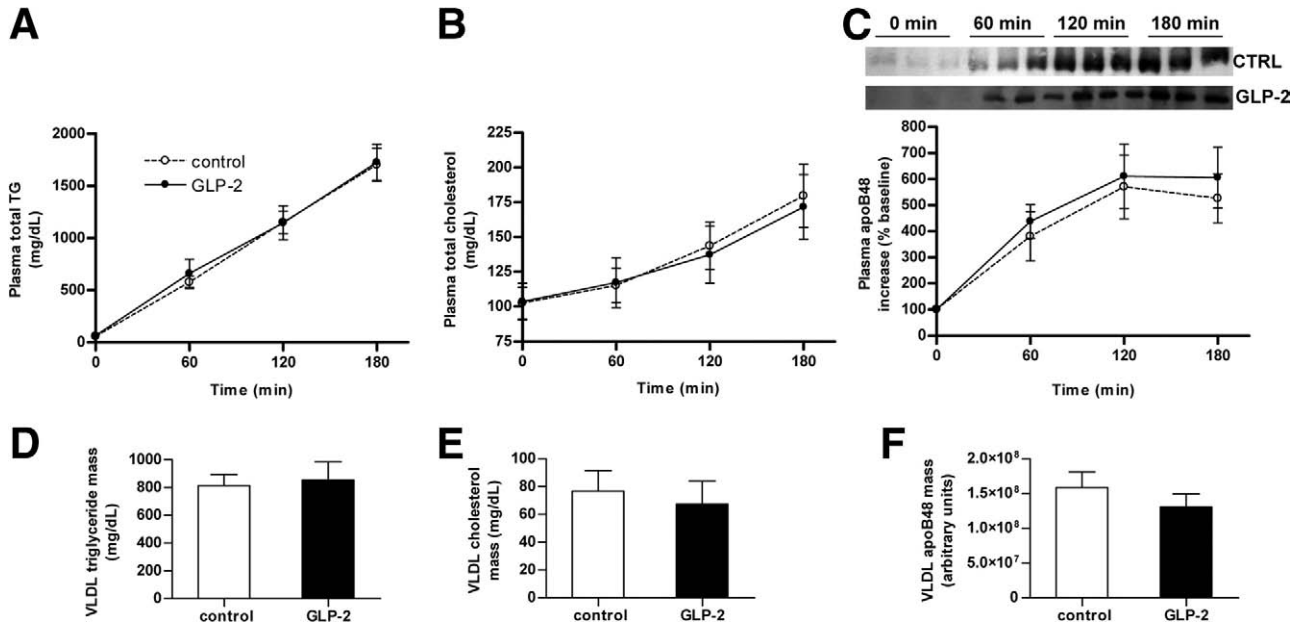 A
Plasma total TG
(mg/dL)
2000
1500
1000
500
0
control
GLP-2
0 60 120 180
Time (min)
B
Plasma total cholesterol
(mg/dL)
225
200
175
150
125
100
75
0 60 120 180
Time (min)
C
0 min 60 min 120 min 180 min
CTRL
GLP-2
Plasma apoB48
increase (% baseline)
800
700
600
500
400
300
200
100
0
0 60 120 180
Time (min)
D
VLDL triglyceride mass
(mg/dL)
1000
800
600
400
200
0
control GLP-2
E
VLDL cholesterol
mass (mg/dL)
100
80
60
40
20
0
control GLP-2
F
VLDL apoB48 mass
(arbitrary units)
2.0×10⁸
1.5×10⁸
1.0×10⁸
5.0×10⁷
0
control GLP-2